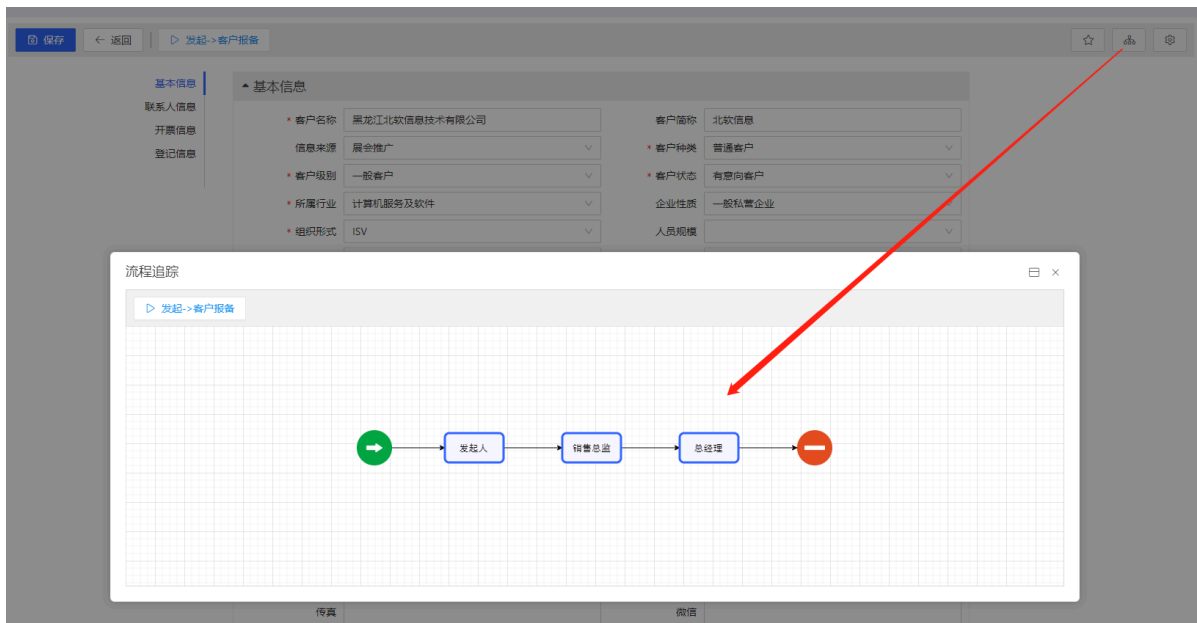 保存 返回 发起->客户报备
基本信息
联系人信息
开票信息
登记信息
基本信息
* 客户名称 黑龙江北软信息技术有限公司 客户简称 北软信息
信息来源 展会推广 * 客户种类 普通客户
* 客户级别 一般客户 * 客户状态 有意向客户
* 所属行业 计算机服务及软件 企业性质 一般私营企业
* 组织形式 ISV 人员规模
流程追踪
发起->客户报备
发起人 销售总监 总经理
传真 微信